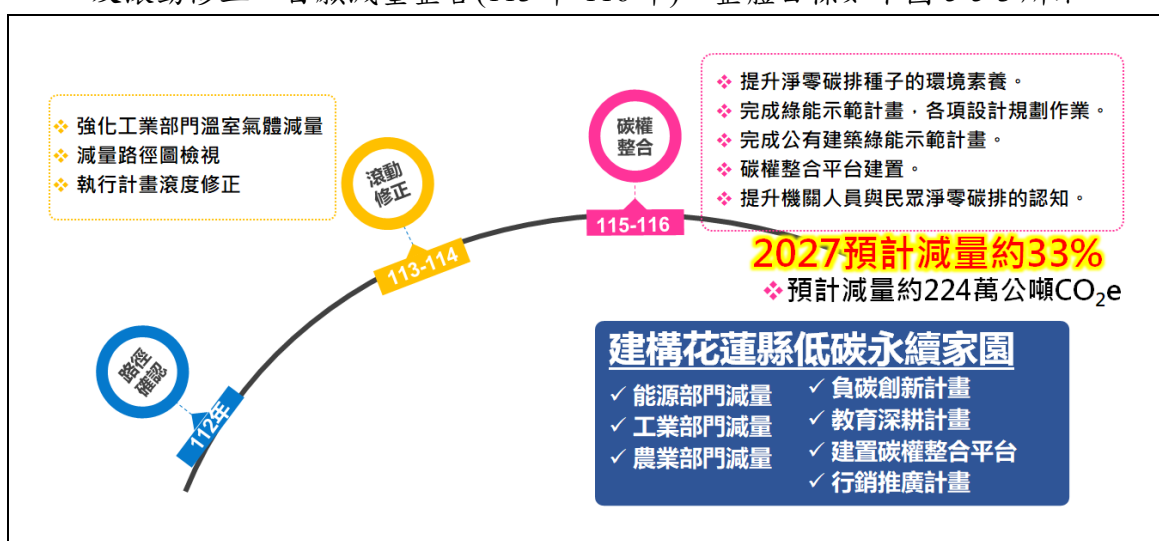 ❖ 強化工業部門溫室氣體減量
❖ 減量路徑圖檢視
❖ 執行計畫滾度修正
滾動
修正
113-114
碳權
整合
115-116
❖ 提升淨零碳排種子的環境素養。
❖ 完成綠能示範計畫，各項設計規劃作業。
❖ 完成公有建築綠能示範計畫。
❖ 碳權整合平台建置。
❖ 提升機關人員與民眾淨零碳排的認知。
2027預計減量約33%
❖預計減量約224萬公噸CO₂e
路徑
確認
112年
建構花蓮縣低碳永續家園
✓ 能源部門減量
✓ 工業部門減量
✓ 農業部門減量
✓ 負碳創新計畫
✓ 教育深耕計畫
✓ 建置碳權整合平台
✓ 行銷推廣計畫